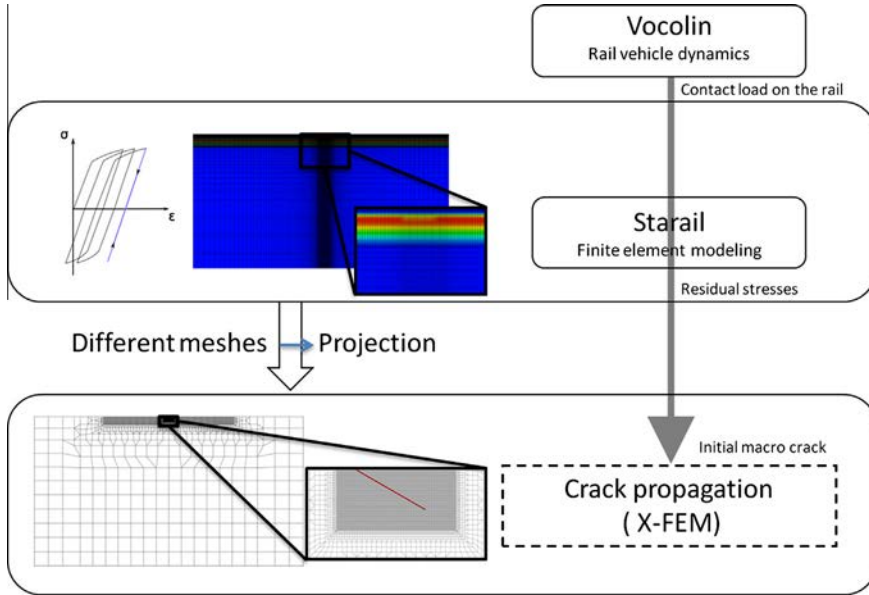 Vocolin
Rail vehicle dynamics
Contact load on the rail
σ
ε
Starail
Finite element modeling
Residual stresses
Different meshes Projection
Initial macro crack
Crack propagation
( X-FEM)